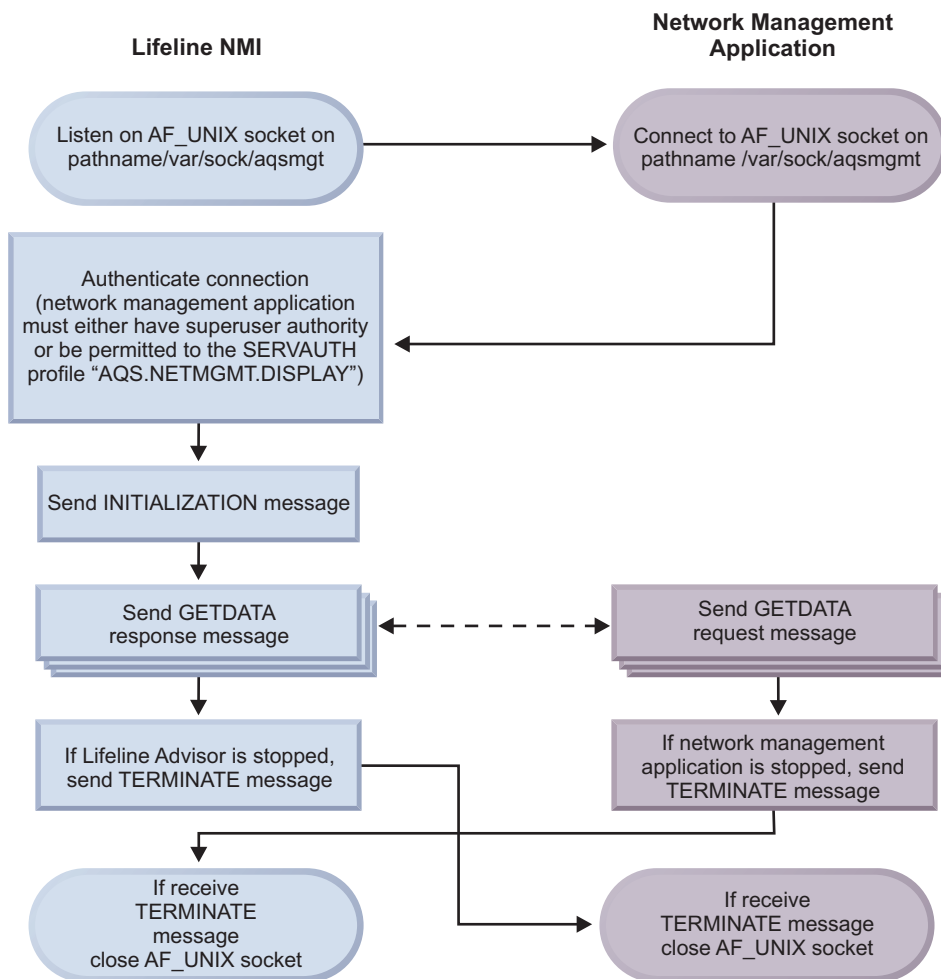 Lifeline NMI
Network Management
Application
Listen on AF_UNIX socket on
pathname/var/sock/aqsmgt
Connect to AF_UNIX socket on
pathname /var/sock/aqsmgmt
Authenticate connection
(network management application
must either have superuser authority
or be permitted to the SERVAUTH
profile “AQS.NETMGMT.DISPLAY”)
Send INITIALIZATION message
Send GETDATA
response message
Send GETDATA
request message
If Lifeline Advisor is stopped,
send TERMINATE message
If network management
application is stopped, send
TERMINATE message
If receive
TERMINATE
message
close AF_UNIX socket
If receive
TERMINATE message
close AF_UNIX socket